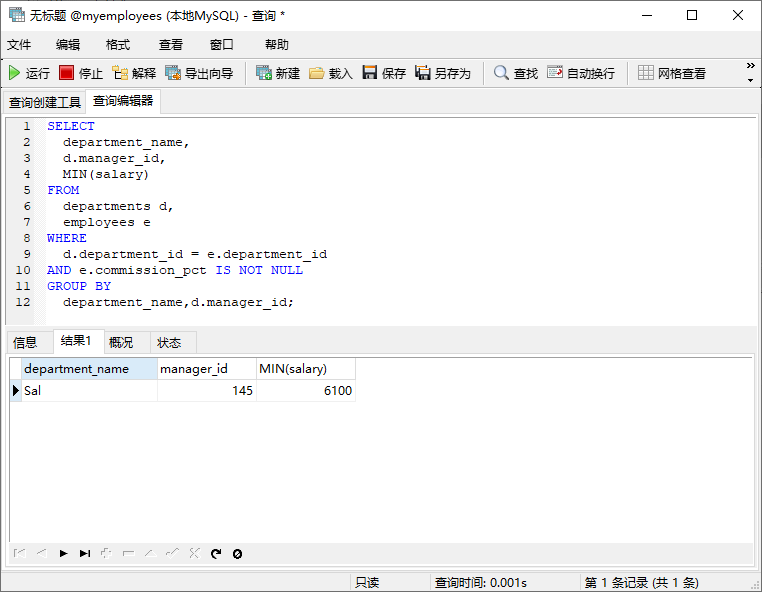 无标题 @myemployees (本地MySQL) - 查询 *
文件 编辑 格式 查看 窗口 帮助
运行 停止 解释 导出向导 新建 载入 保存 另存为 查找 自动换行 网格查看
查询创建工具 查询编辑器
1 SELECT
2 department_name,
3 d.manager_id,
4 MIN(salary)
5 FROM
6 departments d,
7 employees e
8 WHERE
9 d.department_id = e.department_id
10 AND e.commission_pct IS NOT NULL
11 GROUP BY
12 department_name,d.manager_id;
信息 结果1 概况 状态
department_name manager_id MIN(salary)
Sal 145 6100
只读 查询时间: 0.001s 第 1 条记录 (共 1 条)